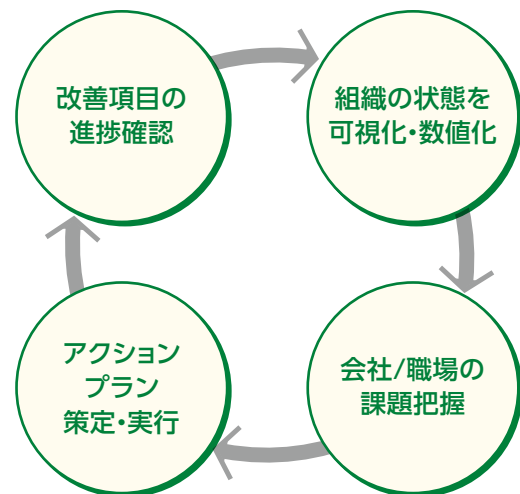 改善項目の
進捗確認
組織の状態を
可視化・数値化
アクション
プラン
策定・実行
会社/職場の
課題把握